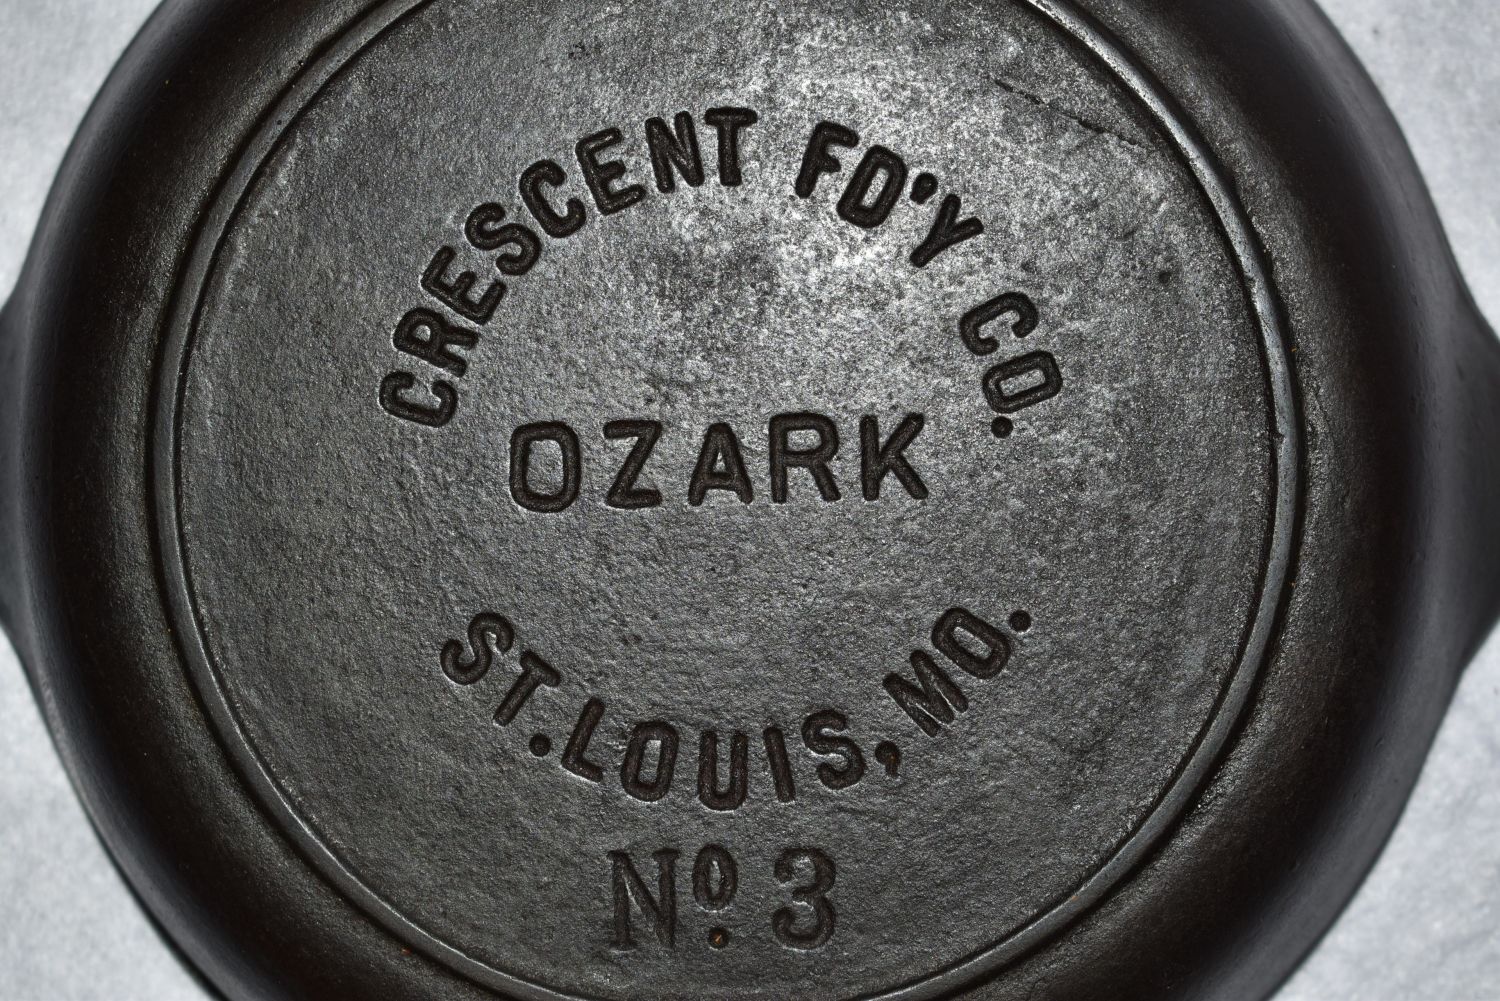 CRESCENT FD'Y CO.
OZARK
ST. LOUIS, MO.
No. 3